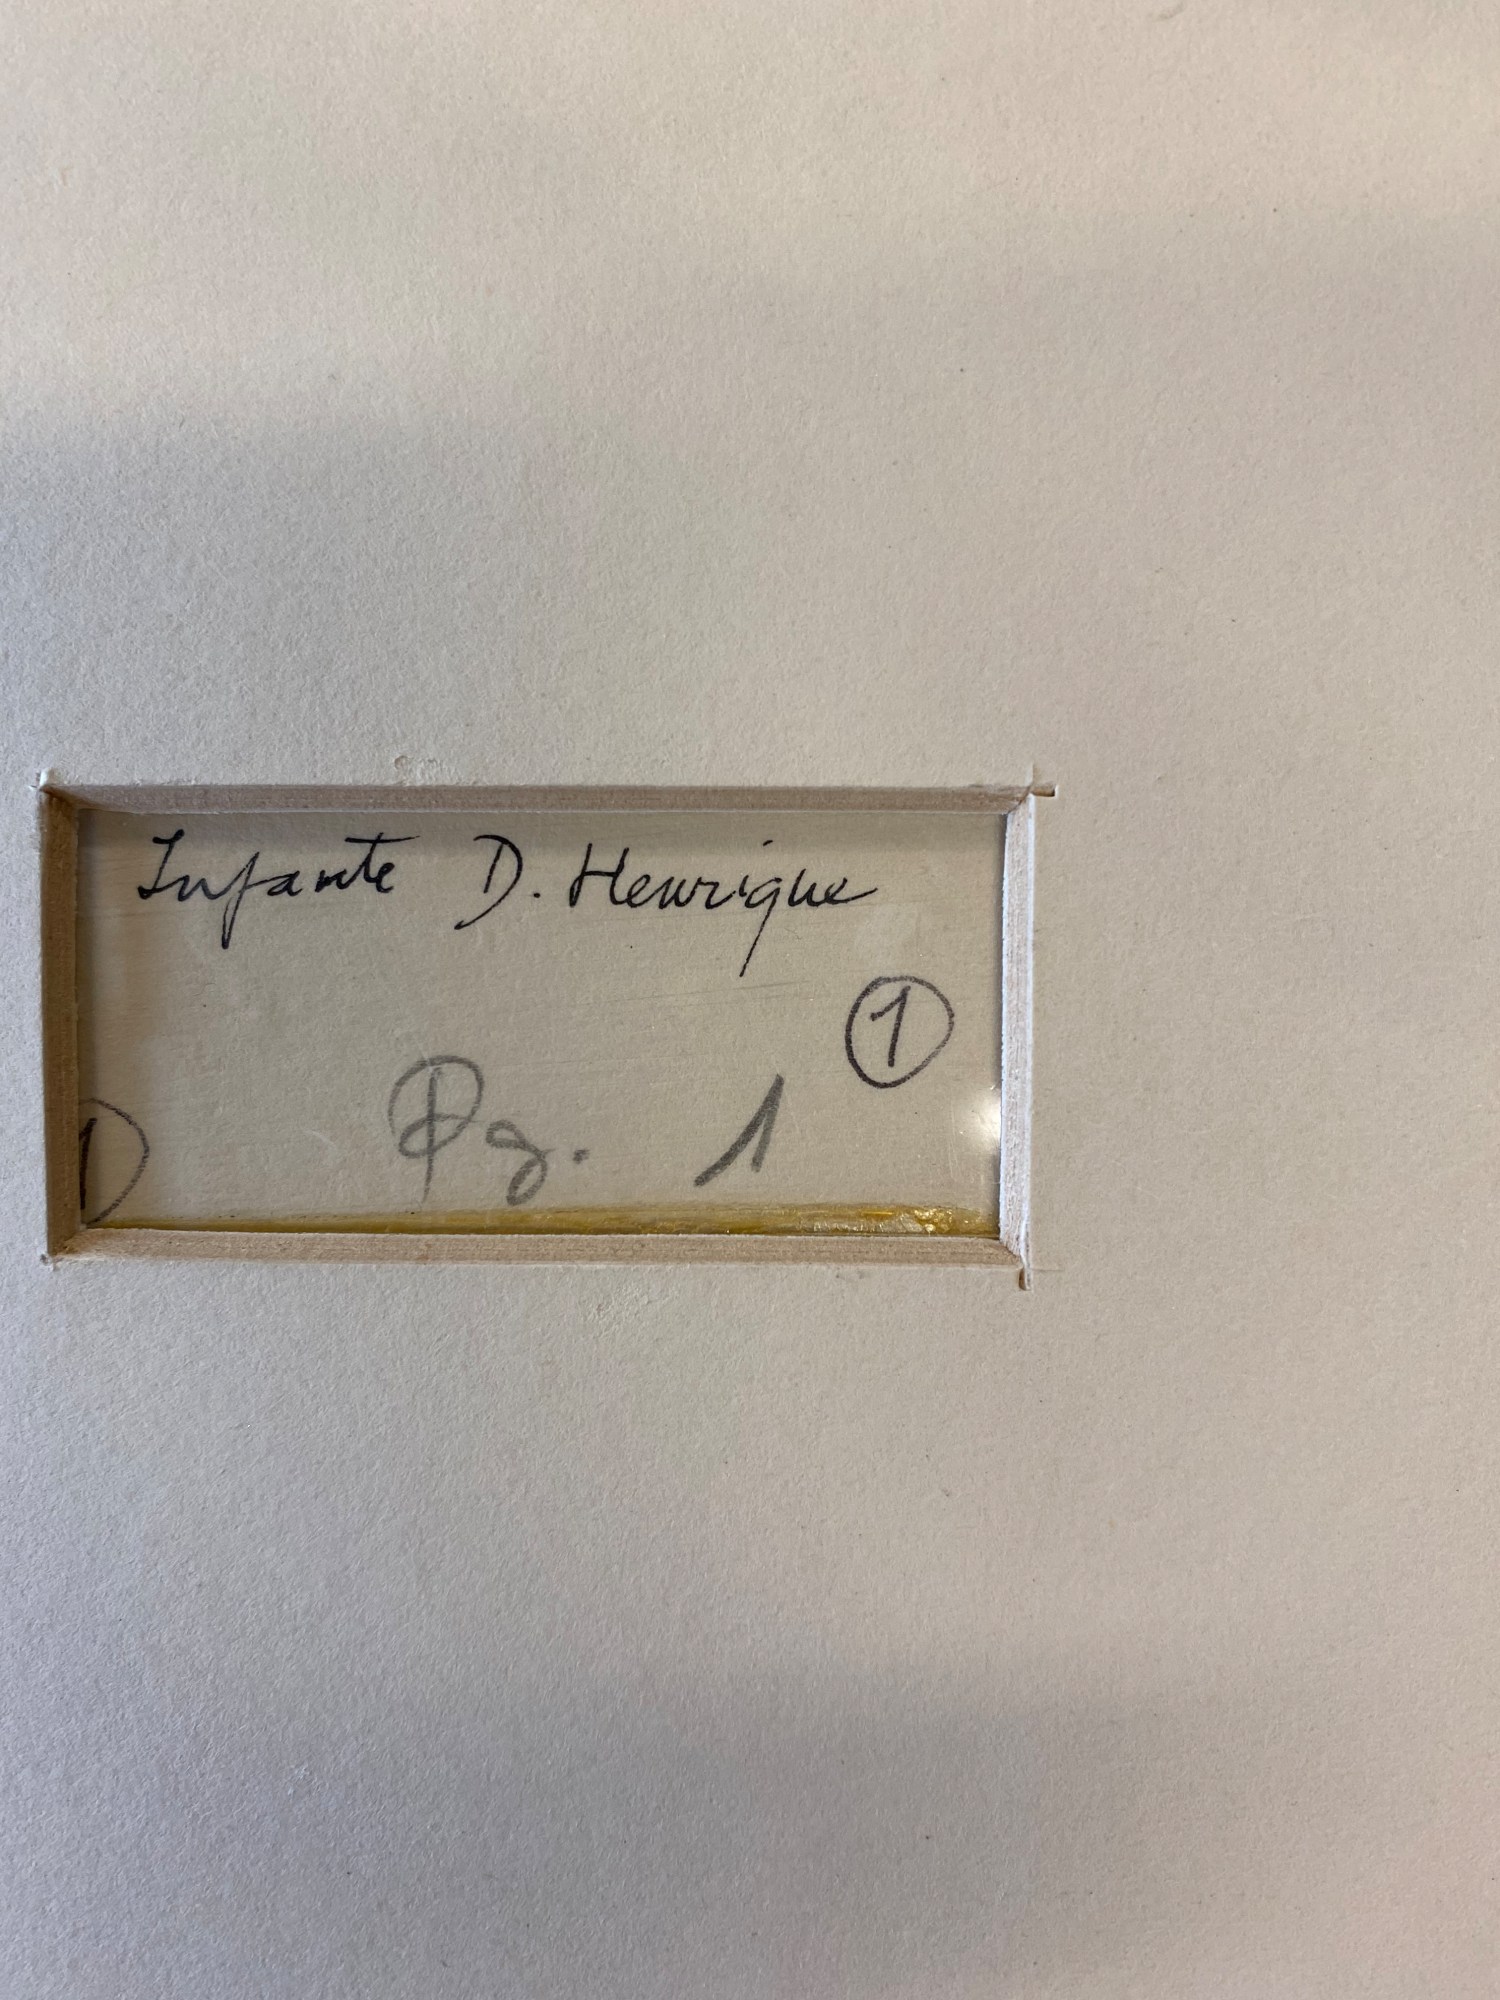 Infante D. Henrique
①
Pg. 1